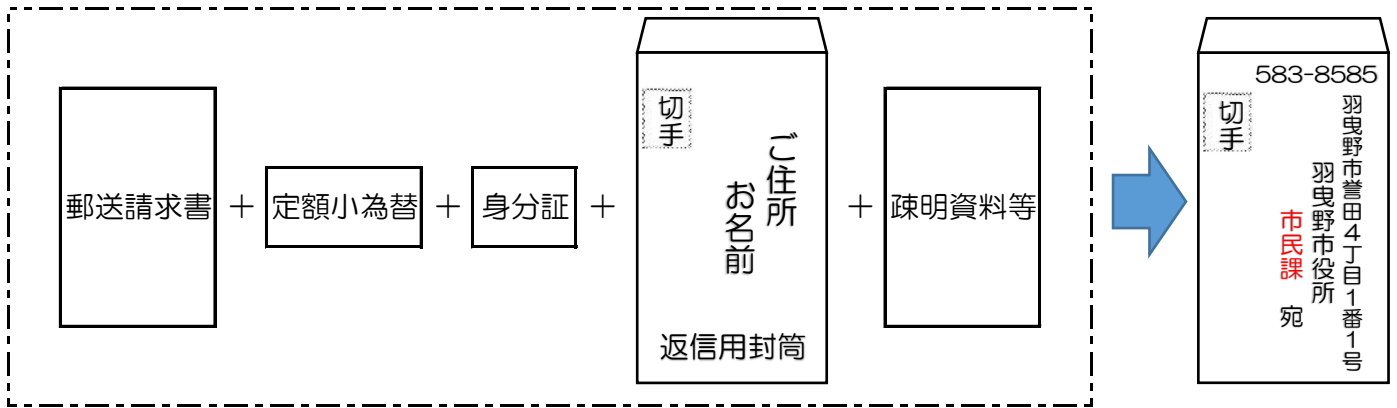 郵送請求書
+
定額小為替
+
身分証
+
切手
ご住所
お名前
返信用封筒
+
疎明資料等
583-8585
切手
羽曳野市誉田4丁目1番1号
羽曳野市役所
市民課 宛